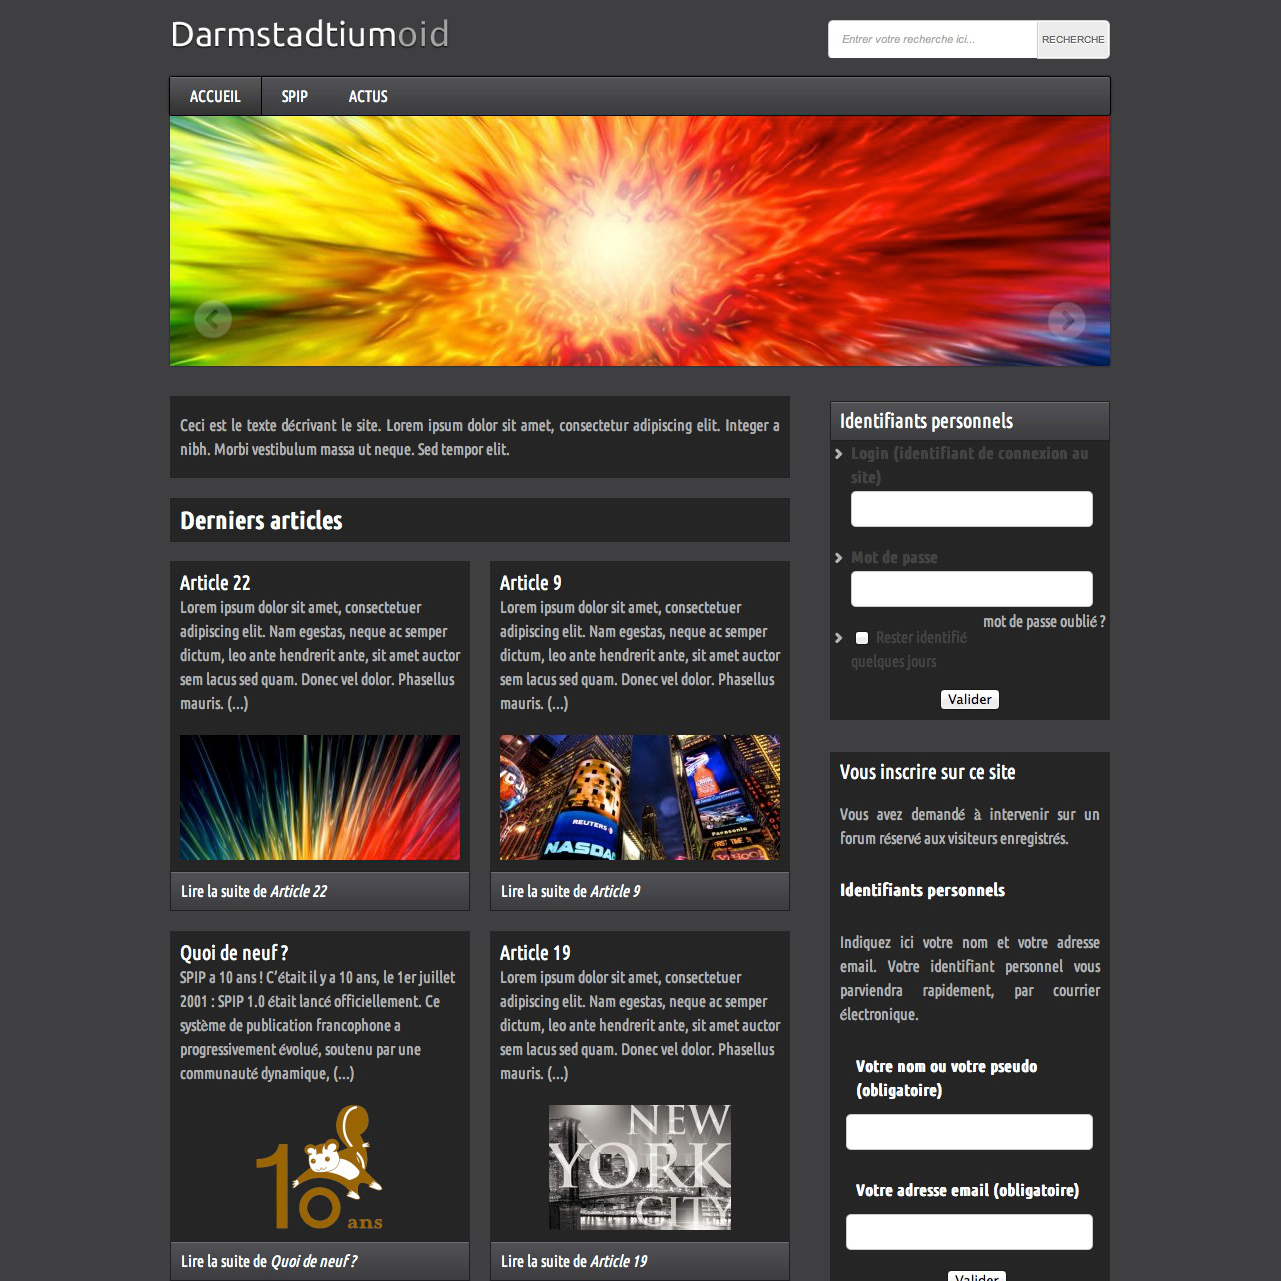 Darmstadtiumoid
Entrer votre recherche ici...
RECHERCHE
ACCUEIL
SPIP
ACTUS
Ceci est le texte décrivant le site. Lorem ipsum dolor sit amet, consectetur adipiscing elit. Integer a
nibh. Morbi vestibulum massa ut neque. Sed tempor elit.
Derniers articles
Article 22
Lorem ipsum dolor sit amet, consectetuer
adipiscing elit. Nam egestas, neque ac semper
dictum, leo ante hendrerit ante, sit amet auctor
sem lacus sed quam. Donec vel dolor. Phasellus
mauris. (...)
Lire la suite de Article 22
Article 9
Lorem ipsum dolor sit amet, consectetuer
adipiscing elit. Nam egestas, neque ac semper
dictum, leo ante hendrerit ante, sit amet auctor
sem lacus sed quam. Donec vel dolor. Phasellus
mauris. (...)
REUTERS
NASDA
Panasonic
FIRST TIME
YAHOO
Lire la suite de Article 9
Quoi de neuf ?
SPIP a 10 ans ! C'était il y a 10 ans, le 1er juillet
2001 : SPIP 1.0 était lancé officiellement. Ce
système de publication francophone a
progressivement évolué, soutenu par une
communauté dynamique, (...)
10 ans
Lire la suite de Quoi de neuf ?
Article 19
Lorem ipsum dolor sit amet, consectetuer
adipiscing elit. Nam egestas, neque ac semper
dictum, leo ante hendrerit ante, sit amet auctor
sem lacus sed quam. Donec vel dolor. Phasellus
mauris. (...)
NEW
YORK
CITY
Lire la suite de Article 19
Identifiants personnels
Login (identifiant de connexion au
site)
Mot de passe
mot de passe oublié ?
Rester identifié
quelques jours
Valider
Vous inscrire sur ce site
Vous avez demandé à intervenir sur un
forum réservé aux visiteurs enregistrés.
Identifiants personnels
Indiquez ici votre nom et votre adresse
email. Votre identifiant personnel vous
parviendra rapidement, par courrier
électronique.
Votre nom ou votre pseudo
(obligatoire)
Votre adresse email (obligatoire)
Valider